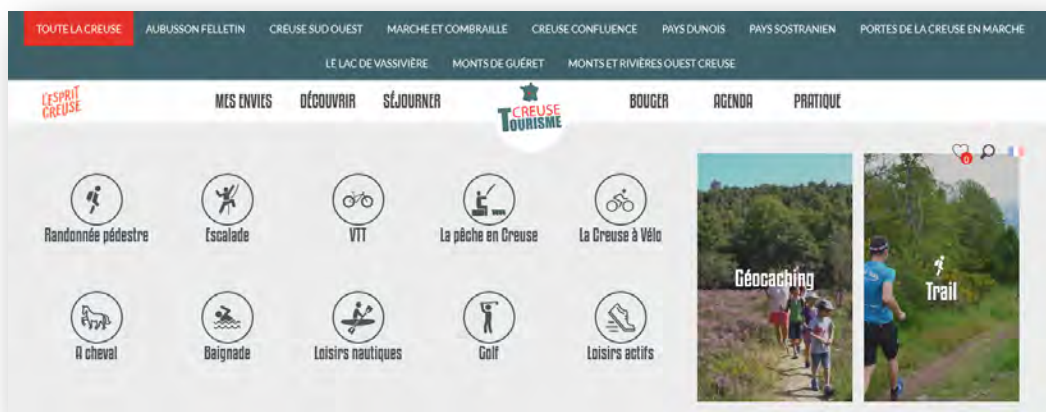 TOUTE LA CREUSE AUBUSSON FELLETIN CREUSE SUD OUEST MARCHE ET COMBRAILLE CREUSE CONFLUENCE PAYS DUNOIS PAYS SOSTRANIEN PORTES DE LA CREUSE EN MARCHE
LE LAC DE VASSIVIÈRE MONTS DE GUÉRET MONTS ET RIVIÈRES OUEST CREUSE
L'ESPRIT
CREUSE
MES ENVIES DÉCOUVRIR SÉJOURNER
CREUSE
TOURISME
BOUGER AGENDA PRATIQUE
0
Randonnée pédestre Escalade VTT La pêche en Creuse La Creuse à Vélo
Géocaching
Trail
A cheval Baignade Loisirs nautiques Golf Loisirs actifs